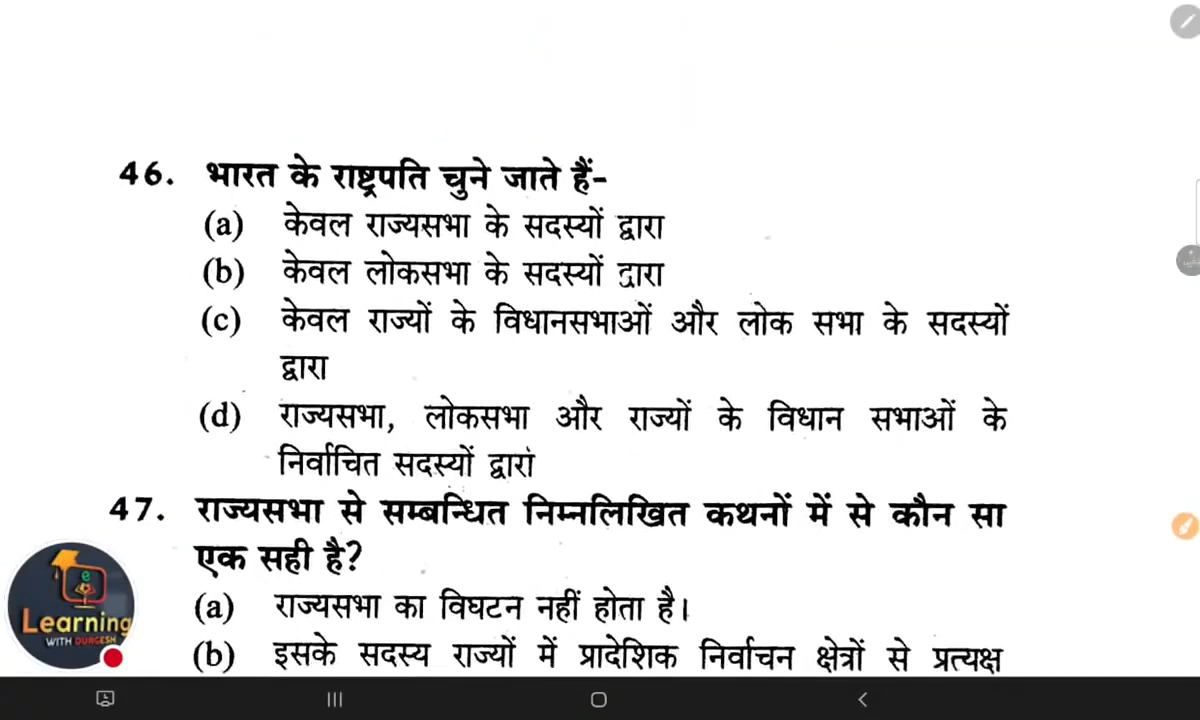 46. भारत के राष्ट्रपति चुने जाते हैं-
(a) केवल राज्यसभा के सदस्यों द्वारा
(b) केवल लोकसभा के सदस्यों द्वारा
(c) केवल राज्यों के विधानसभाओं और लोक सभा के सदस्यों
द्वारा
(d) राज्यसभा, लोकसभा और राज्यों के विधान सभाओं के
निर्वाचित सदस्यों द्वारा
47. राज्यसभा से सम्बन्धित निम्नलिखित कथनों में से कौन सा
एक सही है?
(a) राज्यसभा का विघटन नहीं होता है।
(b) इसके सदस्य राज्यों में प्रादेशिक निर्वाचन क्षेत्रों से प्रत्यक्ष
e
Learning
WITH DURGESH